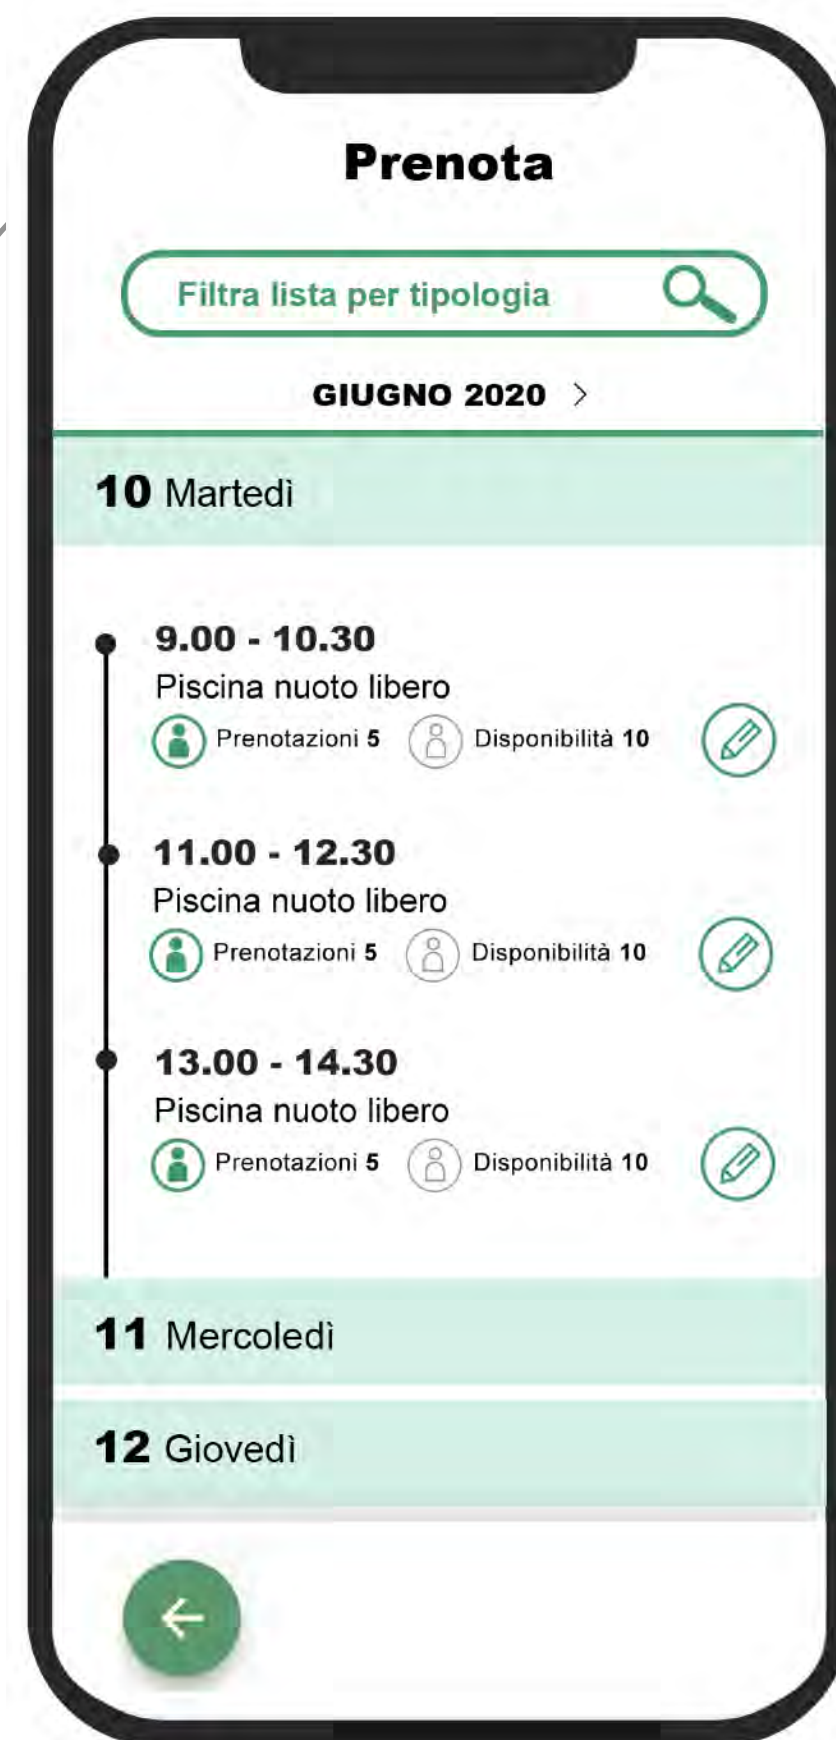 Prenota
Filtra lista per tipologia
GIUGNO 2020 >
10 Martedì
9.00 - 10.30
Piscina nuoto libero
Prenotazioni 5 Disponibilità 10
11.00 - 12.30
Piscina nuoto libero
Prenotazioni 5 Disponibilità 10
13.00 - 14.30
Piscina nuoto libero
Prenotazioni 5 Disponibilità 10
11 Mercoledì
12 Giovedì